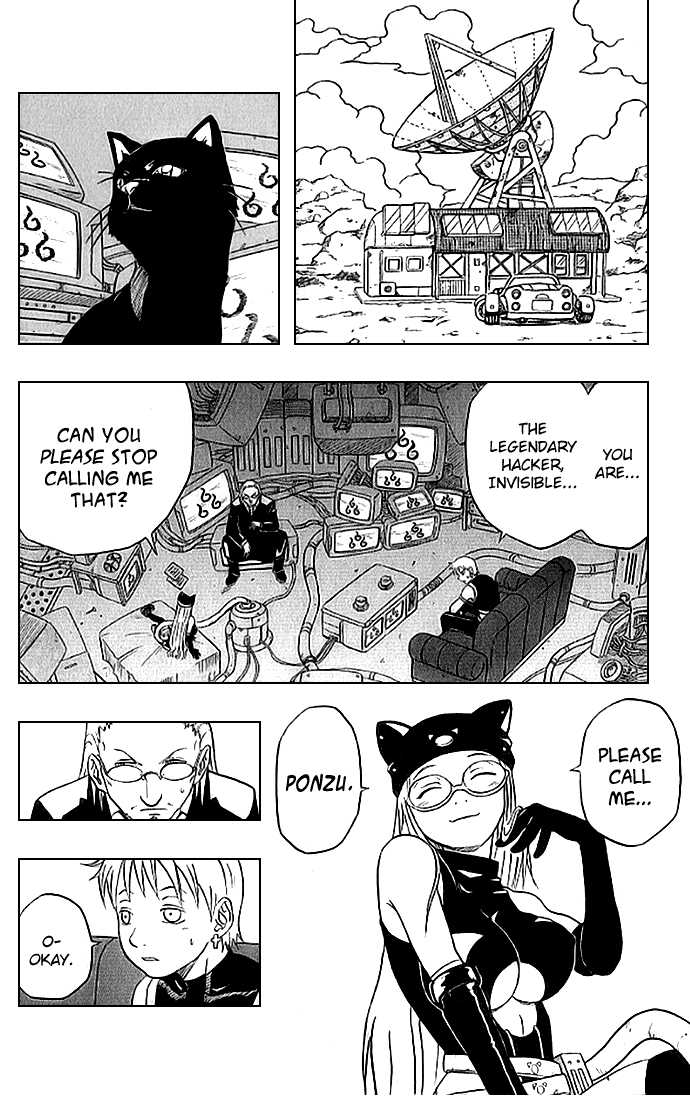 YOU
ARE...
THE
LEGENDARY
HACKER,
INVISIBLE...
CAN YOU
PLEASE STOP
CALLING ME
THAT?
PLEASE
CALL
ME...
PONZU.
O-
OKAY.